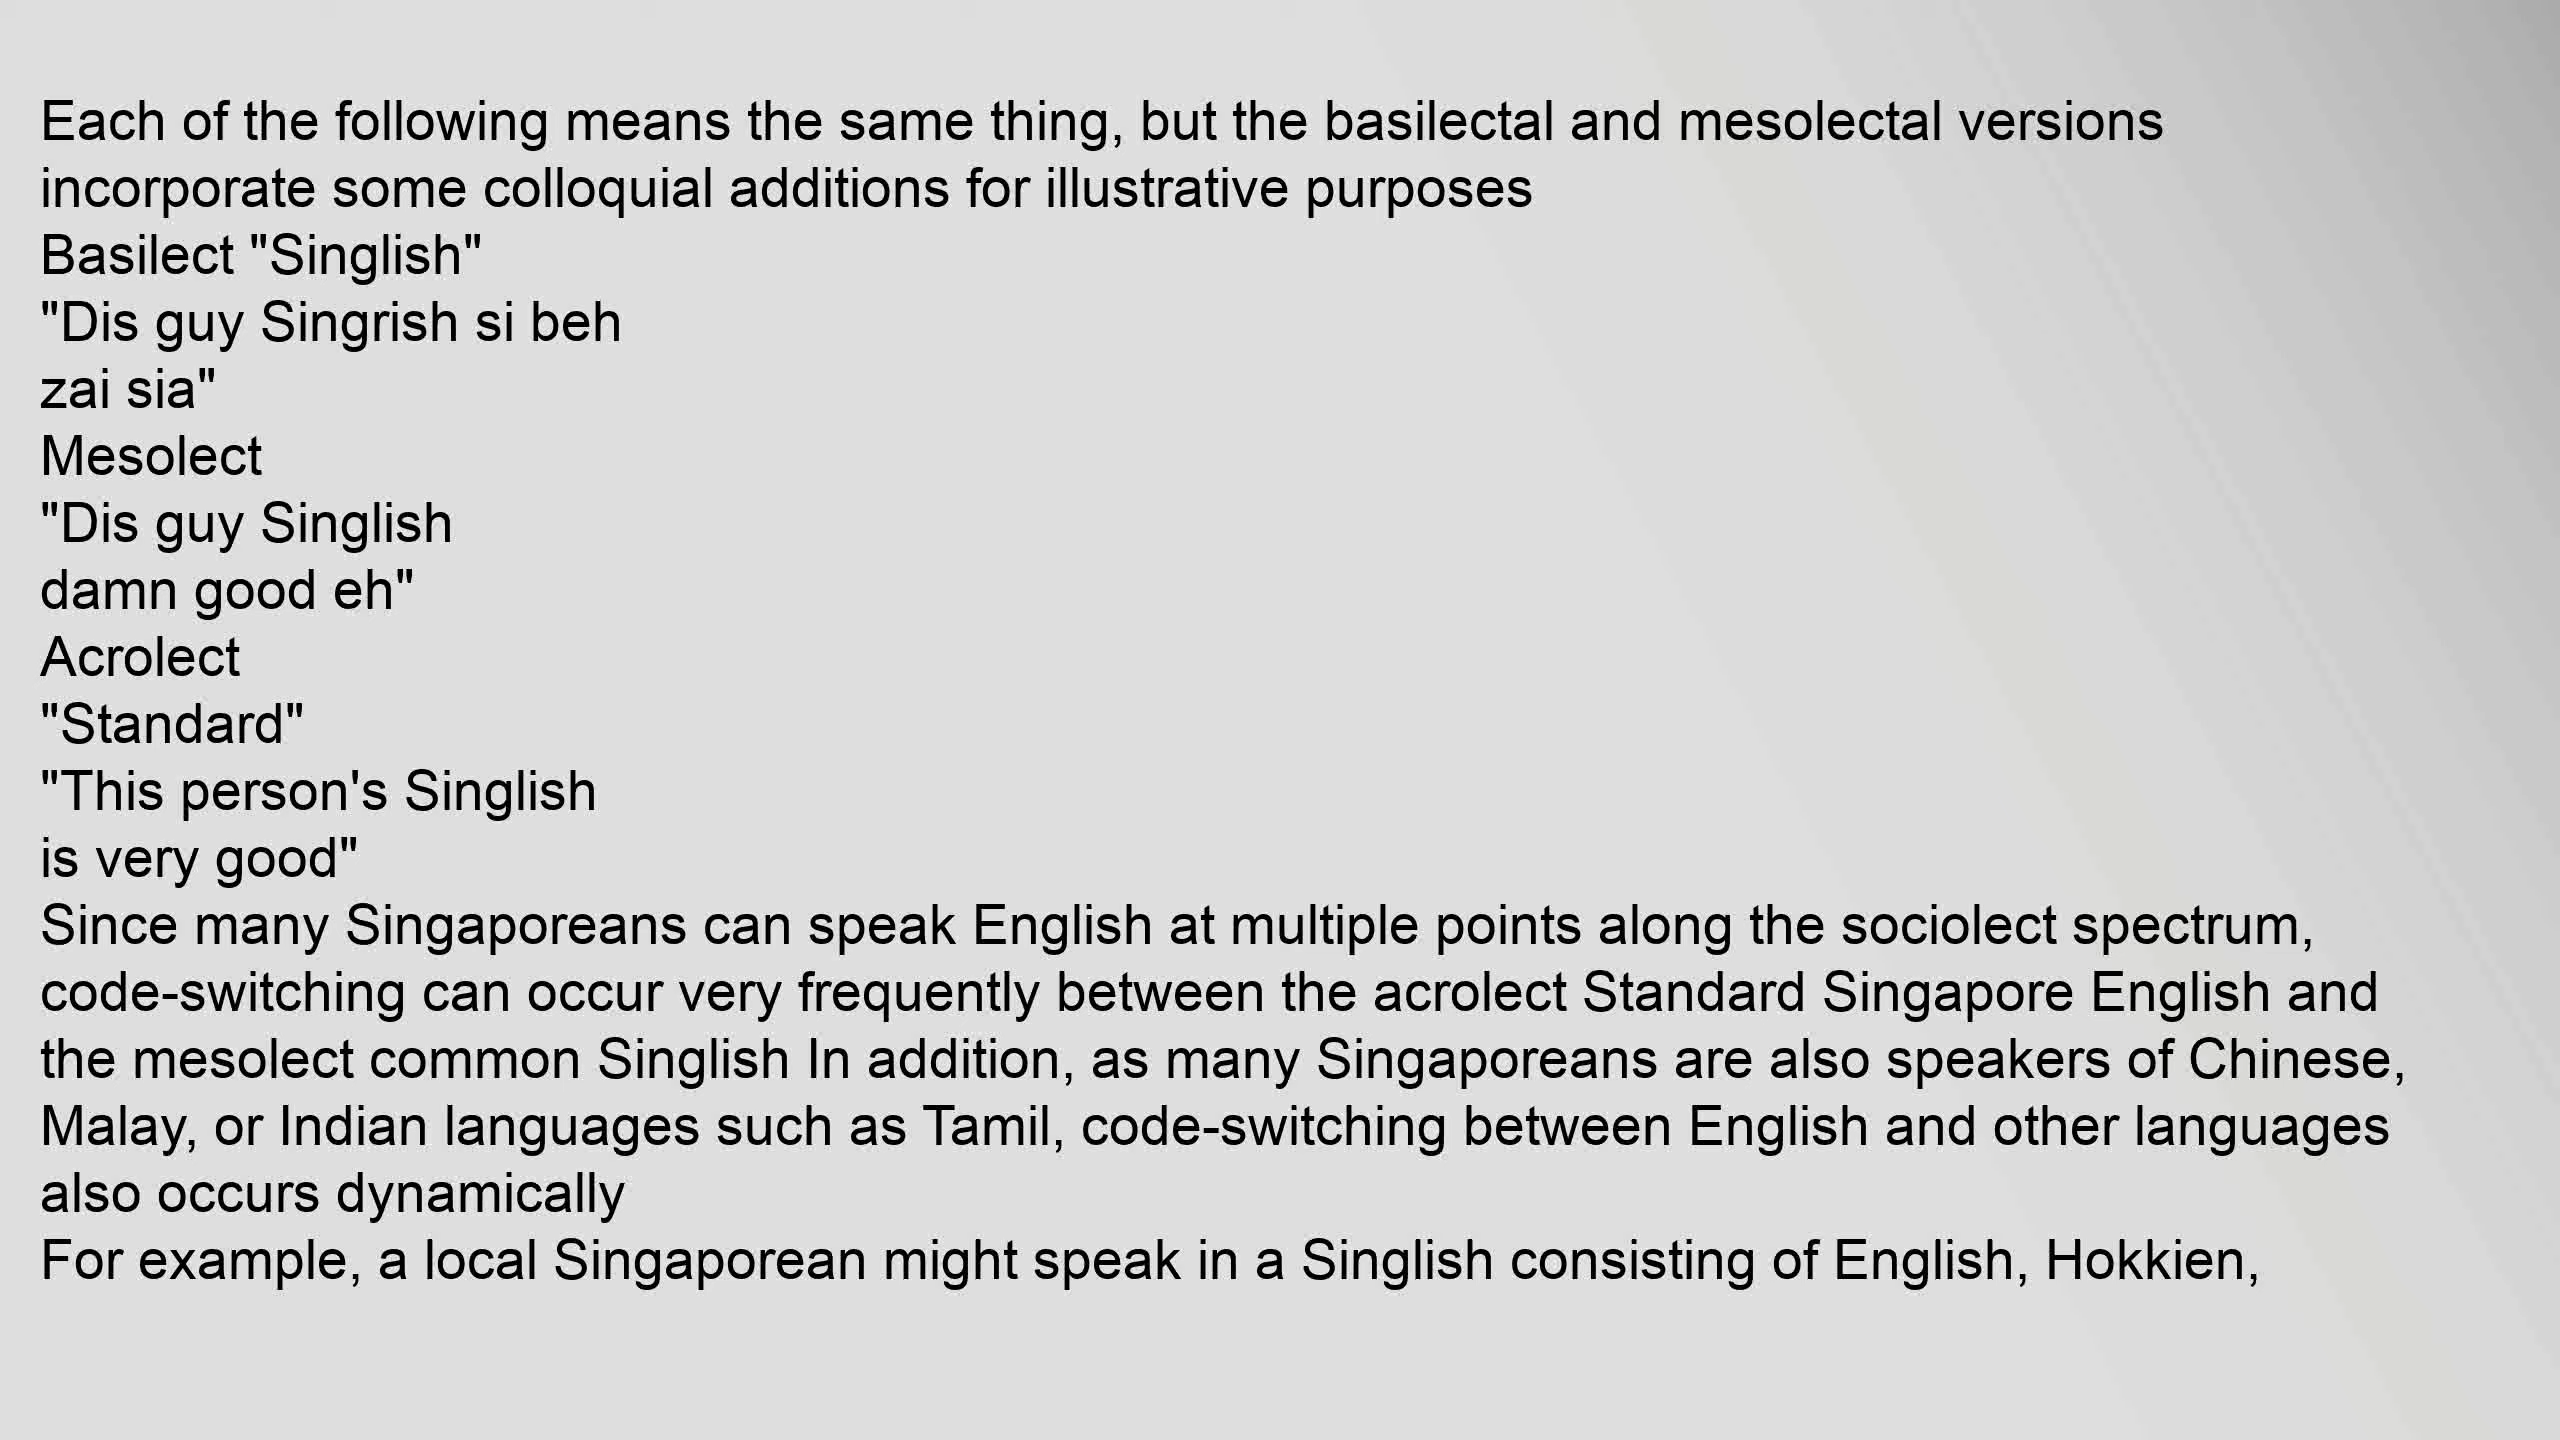 Each of the following means the same thing, but the basilectal and mesolectal versions
incorporate some colloquial additions for illustrative purposes
Basilect "Singlish"
"Dis guy Singrish si beh
zai sia"
Mesolect
"Dis guy Singlish
damn good eh"
Acrolect
"Standard"
"This person's Singlish
is very good"
Since many Singaporeans can speak English at multiple points along the sociolect spectrum,
code-switching can occur very frequently between the acrolect Standard Singapore English and
the mesolect common Singlish In addition, as many Singaporeans are also speakers of Chinese,
Malay, or Indian languages such as Tamil, code-switching between English and other languages
also occurs dynamically
For example, a local Singaporean might speak in a Singlish consisting of English, Hokkien,